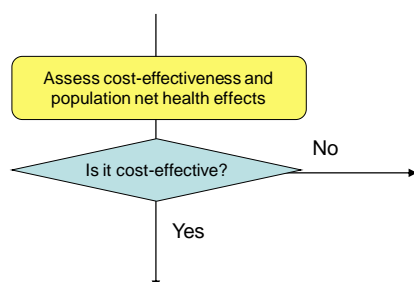 Assess cost-effectiveness and
population net health effects
Is it cost-effective?
No
Yes